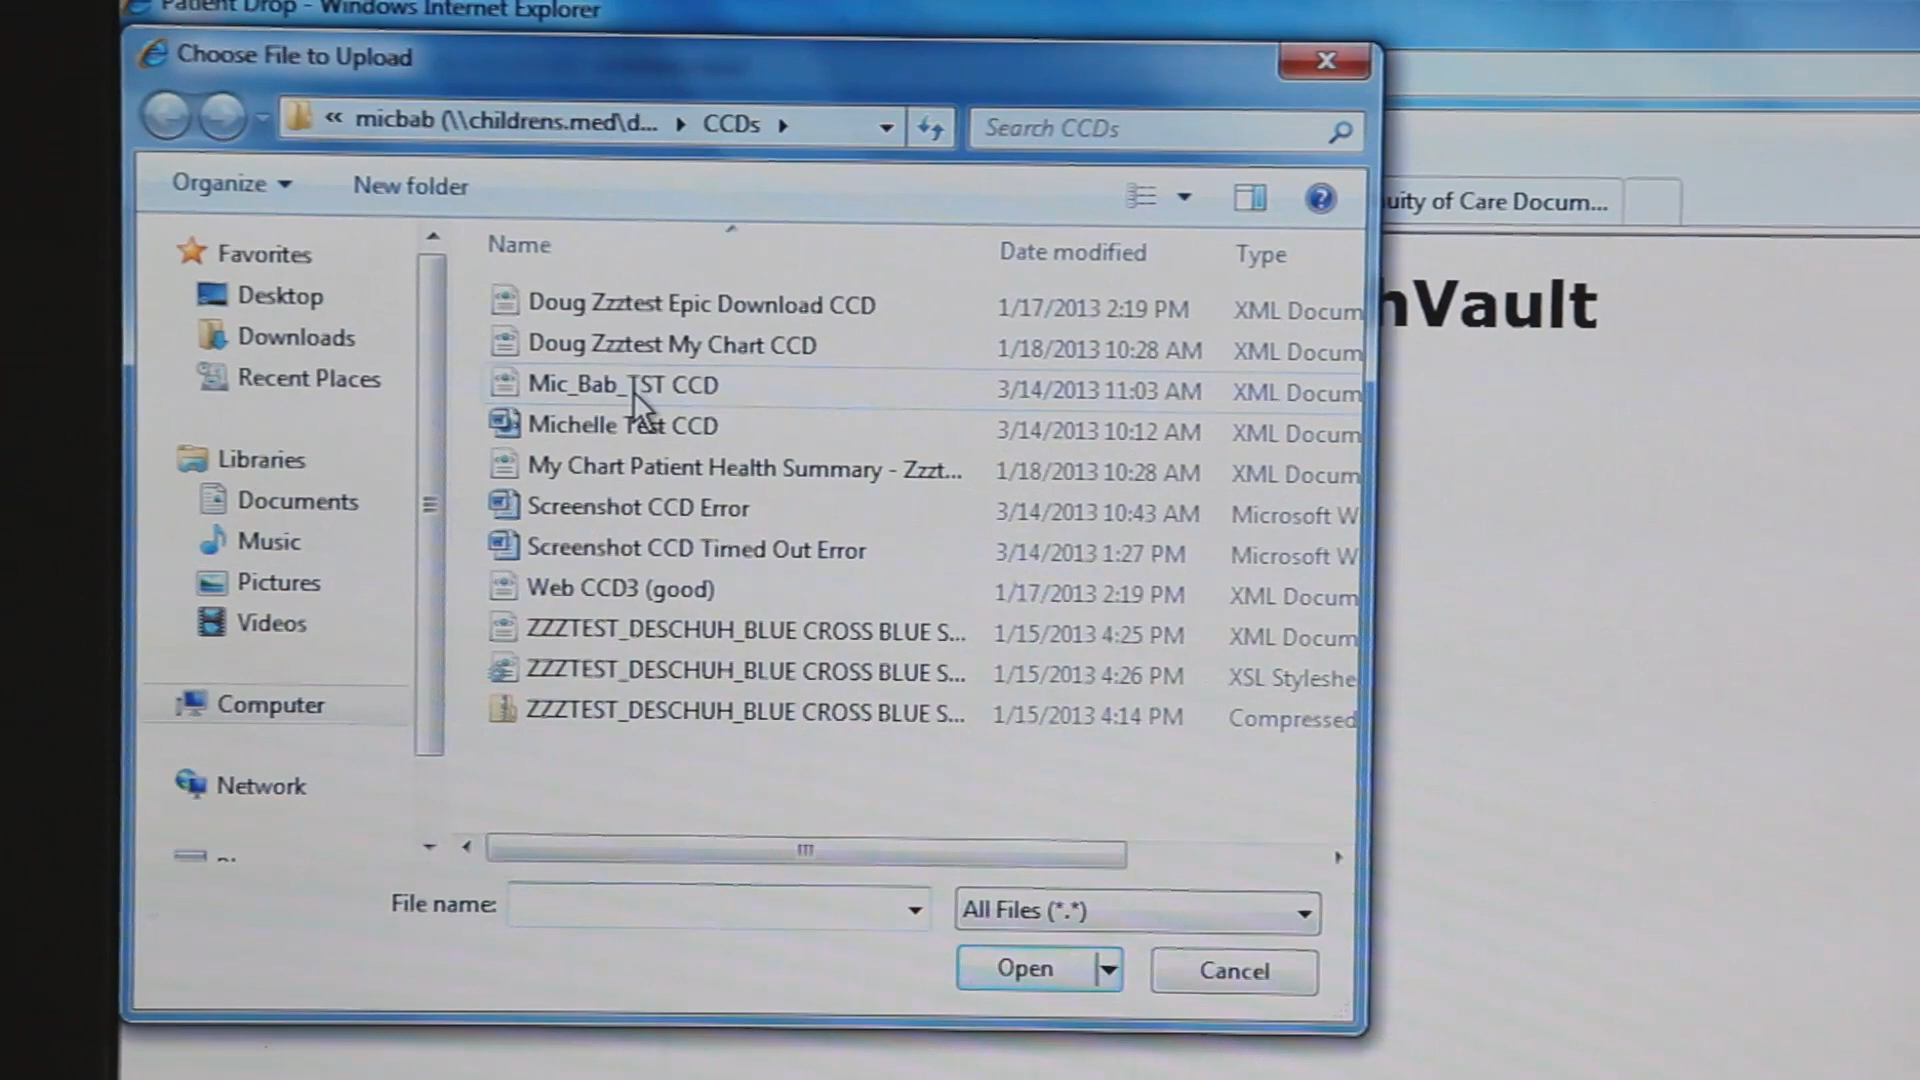 Patient Drop - Windows Internet Explorer
Choose File to Upload
« micbab (\\childrens.med\d... ▸ CCDs ▸
Search CCDs
Organize
New folder
uity of Care Docum...
nVault
Name Date modified Type
Favorites
Desktop
Downloads
Recent Places
Libraries
Documents
Music
Pictures
Videos
Computer
Network
Doug Zzztest Epic Download CCD 1/17/2013 2:19 PM XML Docum
Doug Zzztest My Chart CCD 1/18/2013 10:28 AM XML Docum
Mic_Bab_TST CCD 3/14/2013 11:03 AM XML Docum
Michelle Test CCD 3/14/2013 10:12 AM XML Docum
My Chart Patient Health Summary - Zzzt... 1/18/2013 10:28 AM XML Docum
Screenshot CCD Error 3/14/2013 10:43 AM Microsoft W
Screenshot CCD Timed Out Error 3/14/2013 1:27 PM Microsoft W
Web CCD3 (good) 1/17/2013 2:19 PM XML Docum
ZZZTEST_DESCHUH_BLUE CROSS BLUE S... 1/15/2013 4:25 PM XML Docum
ZZZTEST_DESCHUH_BLUE CROSS BLUE S... 1/15/2013 4:26 PM XSL Styleshe
ZZZTEST_DESCHUH_BLUE CROSS BLUE S... 1/15/2013 4:14 PM Compressed
File name:
All Files (*.*)
Open
Cancel